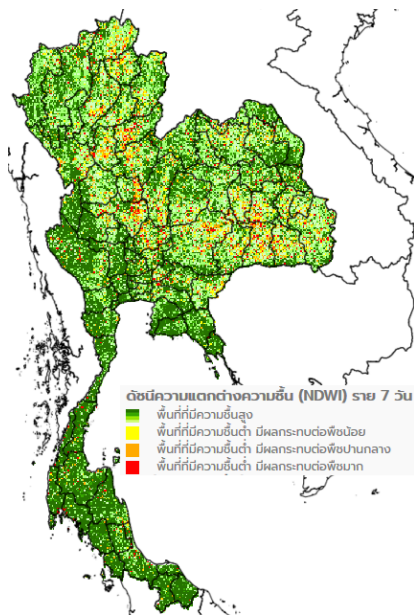 ดัชนีความแตกต่างความชื้น (NDWI) ราย 7 วัน
พื้นที่ที่มีความชื้นสูง
พื้นที่ที่มีความชื้นต่ำ มีผลกระทบต่อพืชน้อย
พื้นที่ที่มีความชื้นต่ำ มีผลกระทบต่อพืชปานกลาง
พื้นที่ที่มีความชื้นต่ำ มีผลกระทบต่อพืชมาก